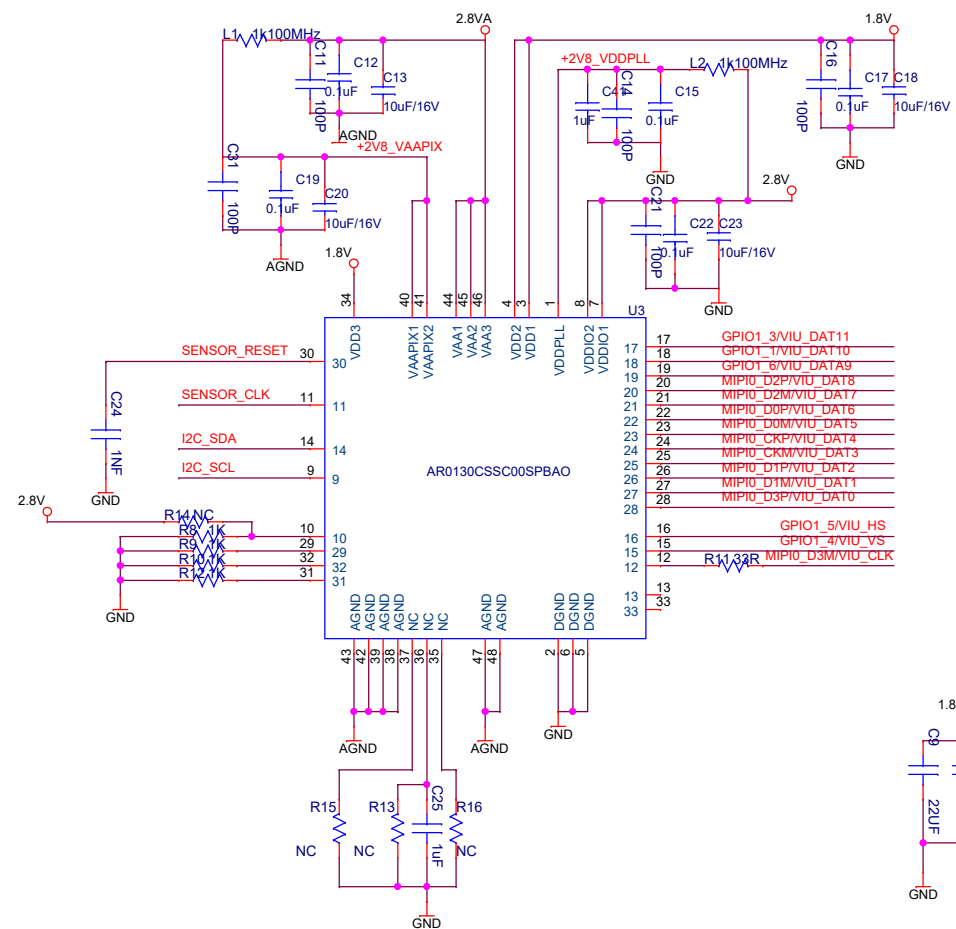 2.8VA
1.8V
L1
1k100MHz
C11
100P
C12
0.1uF
C13
10uF/16V
AGND
+2V8_VDDPLL
L2
1k100MHz
C41
1uF
C14
100P
C15
0.1uF
GND
C16
100P
C17
0.1uF
C18
10uF/16V
GND
+2V8_VAAPIX
C31
100P
C19
0.1uF
C20
10uF/16V
AGND
2.8V
C21
100P
C22
0.1uF
C23
10uF/16V
GND
1.8V
34
40
41
44
45
46
4
3
1
8
7
U3
VDD3
VAAPIX1
VAAPIX2
VAA1
VAA2
VAA3
VDD2
VDD1
VDDPLL
VDDIO2
VDDIO1
SENSOR_RESET
30
30
SENSOR_CLK
11
11
I2C_SDA
14
14
I2C_SCL
9
9
C24
1NF
GND
AR0130CSSC00SPBAO
17
17
GPIO1_3/VIU_DAT11
18
18
GPIO1_1/VIU_DAT10
19
19
GPIO1_6/VIU_DATA9
20
20
MIPI0_D2P/VIU_DAT8
21
21
MIPI0_D2M/VIU_DAT7
22
22
MIPI0_D0P/VIU_DAT6
23
23
MIPI0_D0M/VIU_DAT5
24
24
MIPI0_CKP/VIU_DAT4
25
25
MIPI0_CKM/VIU_DAT3
26
26
MIPI0_D1P/VIU_DAT2
27
27
MIPI0_D1M/VIU_DAT1
28
28
MIPI0_D3P/VIU_DAT0
16
16
GPIO1_5/VIU_HS
15
15
GPIO1_4/VIU_VS
12
12
R11
33R
MIPI0_D3M/VIU_CLK
13
13
33
33
2.8V
R14
NC
R8
1K
10
10
R9
1K
29
29
R10
1K
32
32
R12
1K
31
31
GND
AGND
AGND
AGND
AGND
NC
NC
NC
AGND
AGND
DGND
DGND
DGND
43
42
39
38
37
36
35
47
48
2
6
5
AGND
AGND
GND
R15
NC
R13
NC
C25
1uF
R16
NC
GND
1.8
C9
22UF
GND